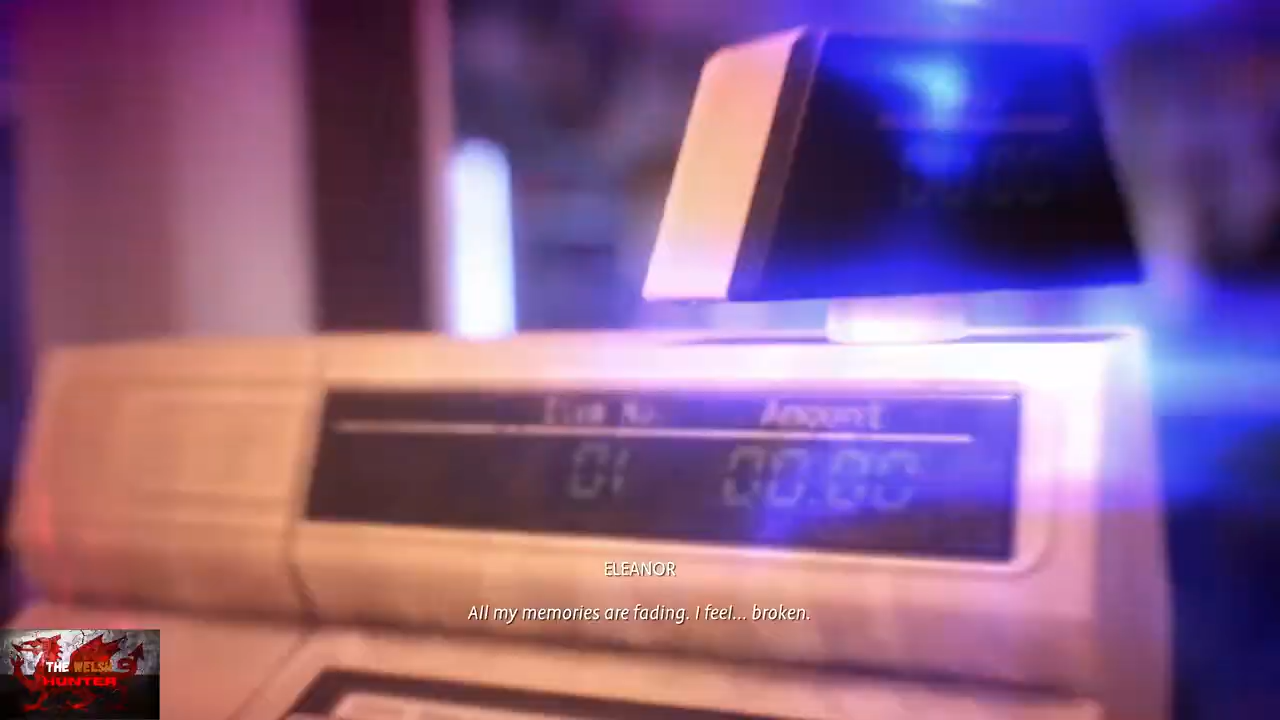 Amount
01 00.00
ELEANOR
All my memories are fading. I feel... broken.
THE WELSH
HUNTER